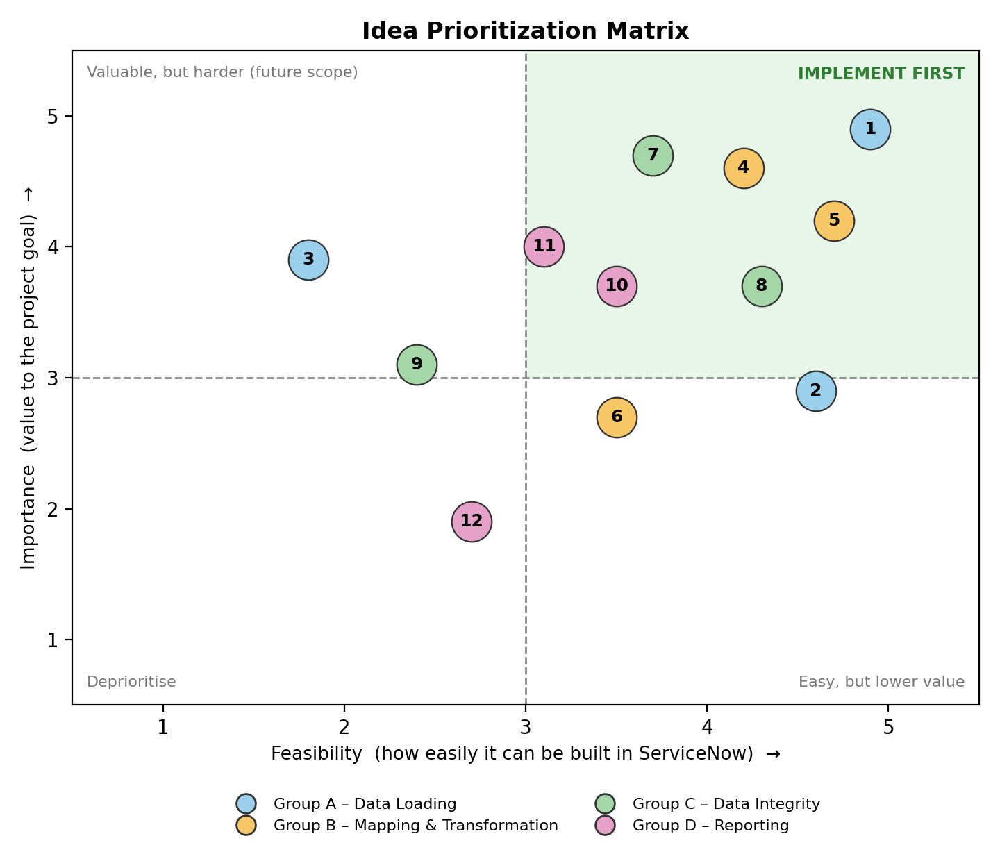 Idea Prioritization Matrix
Valuable, but harder (future scope)
IMPLEMENT FIRST
5
1
7
4
5
4
11
3
10
8
9
3
2
6
2
12
1
Deprioritise
Easy, but lower value
1
2
3
4
5
Importance (value to the project goal) →
Feasibility (how easily it can be built in ServiceNow) →
Group A – Data Loading
Group B – Mapping & Transformation
Group C – Data Integrity
Group D – Reporting